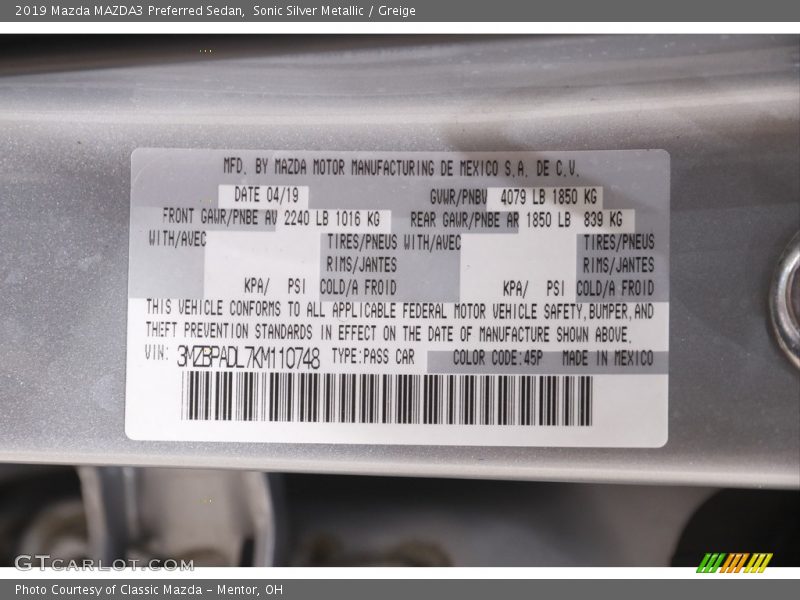 2019 Mazda MAZDA3 Preferred Sedan,  Sonic Silver Metallic / Greige
MFD. BY MAZDA MOTOR MANUFACTURING DE MEXICO S.A. DE C.V.
DATE 04/19 GVWR/PNBV 4079 LB 1850 KG
FRONT GAWR/PNBE AV 2240 LB 1016 KG REAR GAWR/PNBE AR 1850 LB 839 KG
WITH/AVEC TIRES/PNEUS WITH/AVEC TIRES/PNEUS
RIMS/JANTES RIMS/JANTES
KPA/ PSI COLD/A FROID KPA/ PSI COLD/A FROID
THIS VEHICLE CONFORMS TO ALL APPLICABLE FEDERAL MOTOR VEHICLE SAFETY,BUMPER,AND
THEFT PREVENTION STANDARDS IN EFFECT ON THE DATE OF MANUFACTURE SHOWN ABOVE.
VIN: 3MZBPADL7KM110748 TYPE:PASS CAR COLOR CODE:45P MADE IN MEXICO
GTcarlot.com
Photo Courtesy of Classic Mazda - Mentor, OH